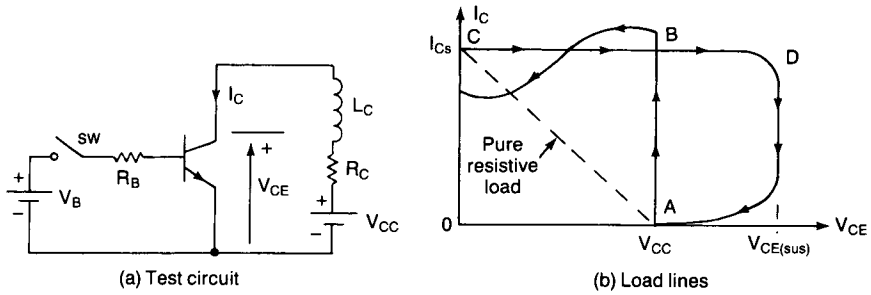 SW
R_B
V_B
+
−
I_C
+
V_CE
L_C
R_C
+
−
V_CC
(a) Test circuit
I_C
I_Cs
C
B
D
Pure
resistive
load
0
A
V_CC
V_CE(sus)
V_CE
(b) Load lines